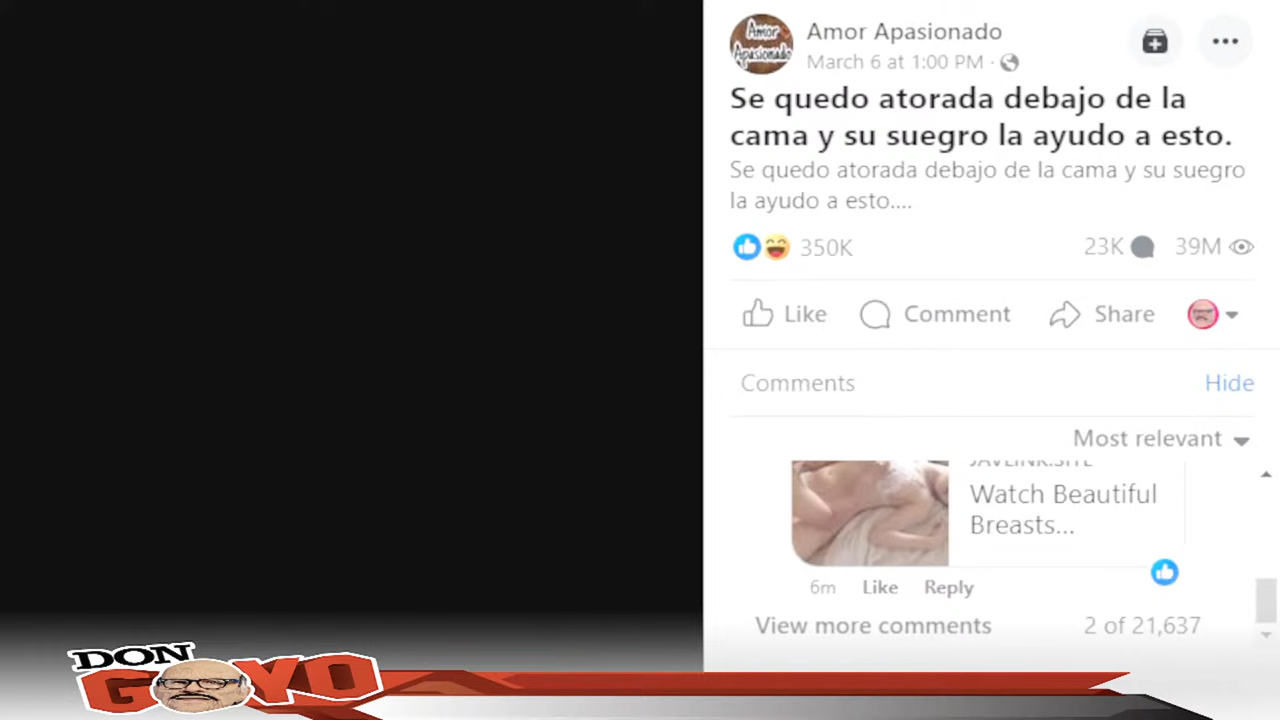 Amor
Apasionado
Amor Apasionado
March 6 at 1:00 PM ·
Se quedo atorada debajo de la
cama y su suegro la ayudo a esto.
Se quedo atorada debajo de la cama y su suegro
la ayudo a esto....
350K
23K
39M
Like
Comment
Share
Comments
Hide
Most relevant
JAVLINK.SITE
Watch Beautiful
Breasts...
6m Like Reply
View more comments
2 of 21,637
DON
GOYO